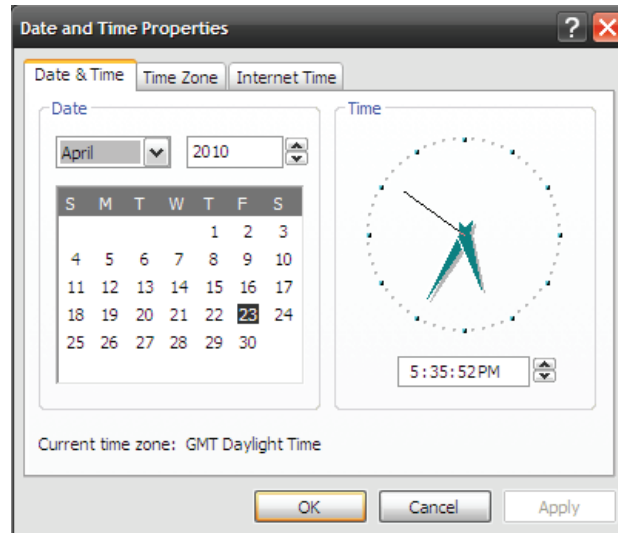 Date and Time Properties
Date & Time Time Zone Internet Time
Date
April 2010
S M T W T F S
1 2 3
4 5 6 7 8 9 10
11 12 13 14 15 16 17
18 19 20 21 22 23 24
25 26 27 28 29 30
Time
5:35:52PM
Current time zone: GMT Daylight Time
OK Cancel Apply